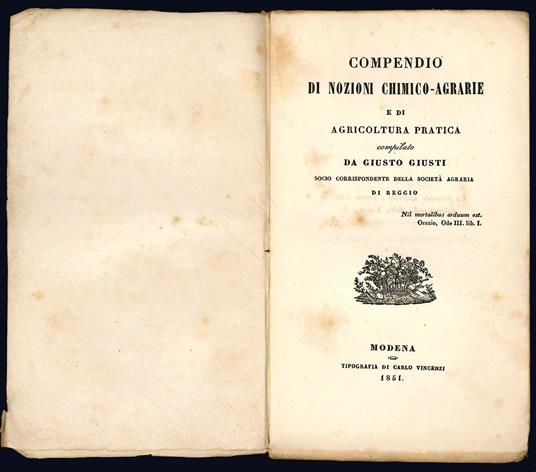 COMPENDIO
DI NOZIONI CHIMICO-AGRARIE
E DI
AGRICOLTURA PRATICA
compilato
DA GIUSTO GIUSTI
SOCIO CORRISPONDENTE DELLA SOCIETÀ AGRARIA
DI REGGIO
Nil mortalibus arduum est.
Orazio, Ode III. lib. I.
MODENA
TIPOGRAFIA DI CARLO VINCENZI
1851.